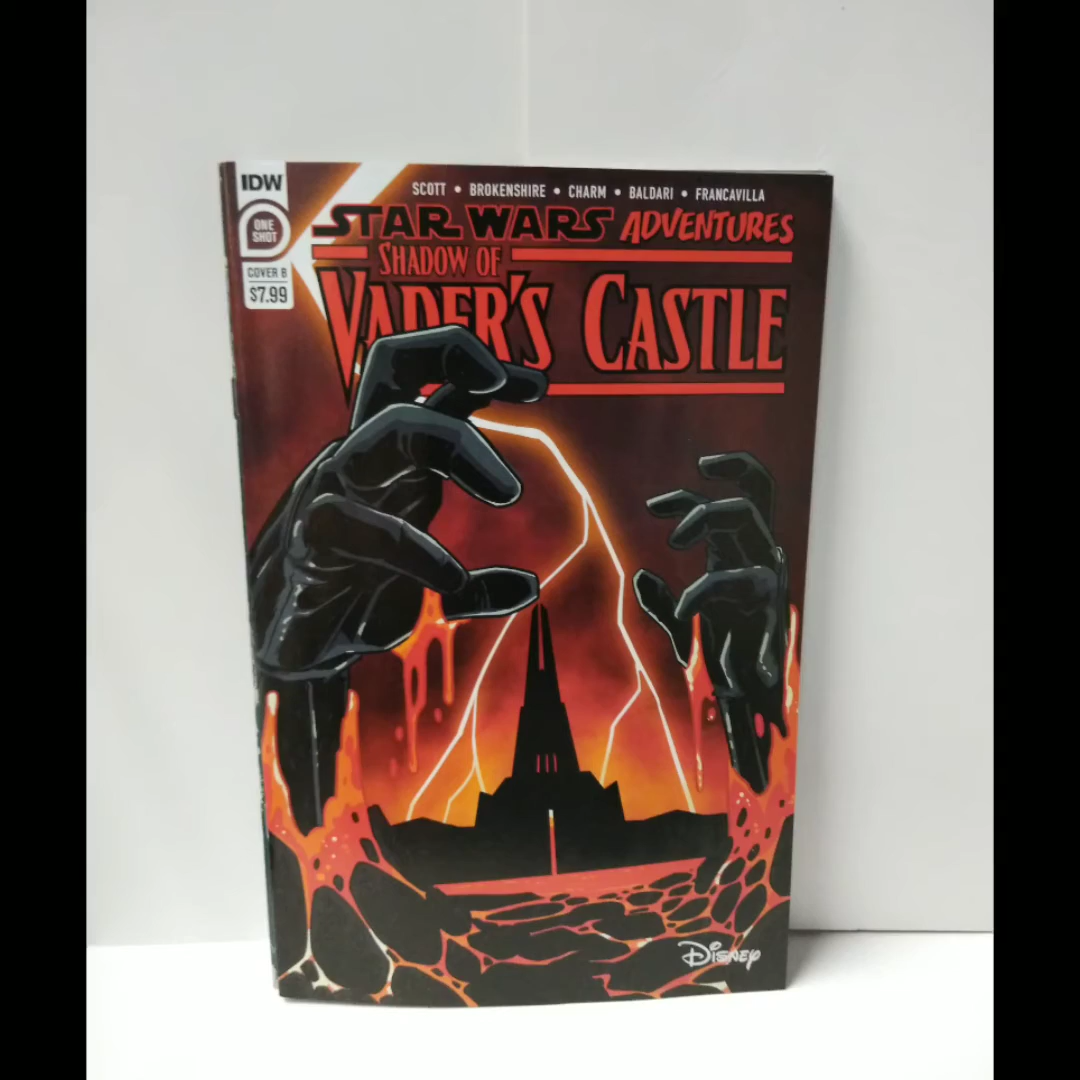 IDW
ONE
SHOT
COVER B
$7.99
SCOTT • BROKENSHIRE • CHARM • BALDARI • FRANCAVILLA
STAR WARS ADVENTURES
SHADOW OF
VADER'S CASTLE
Disney